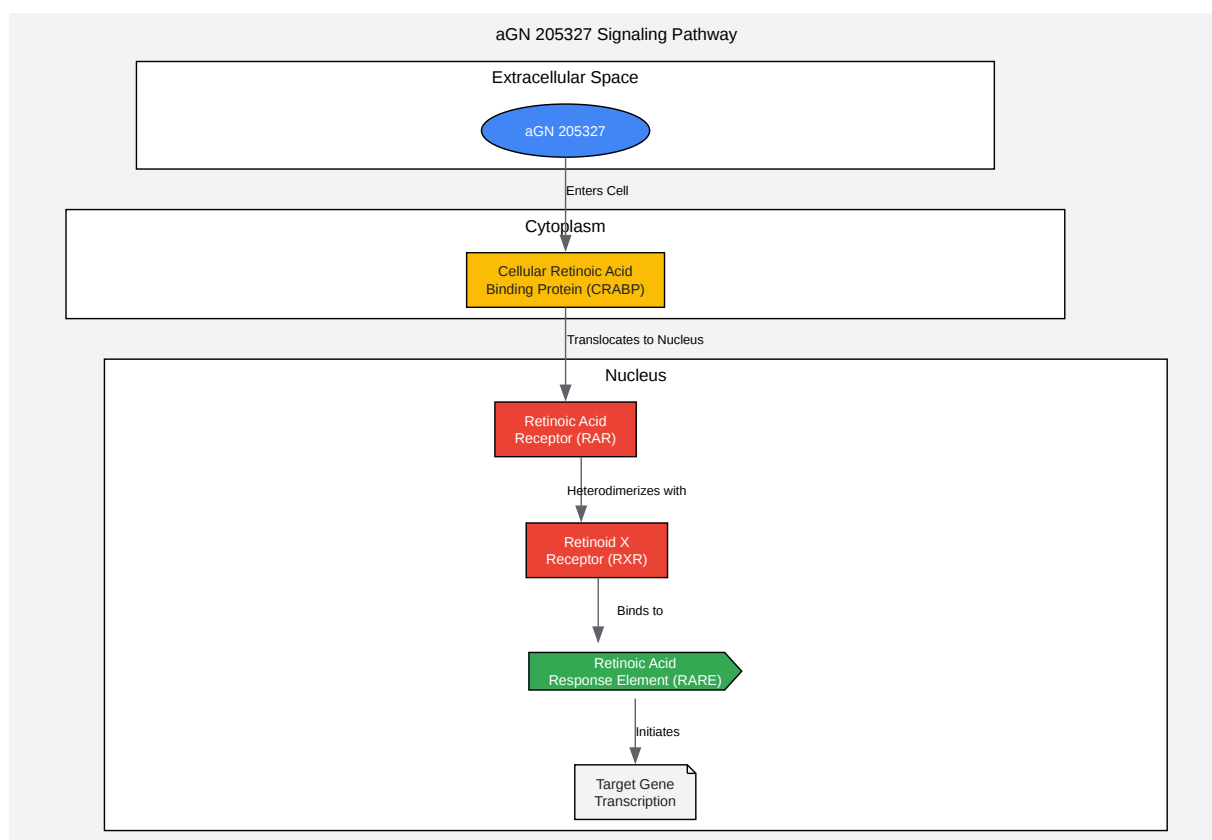 aGN 205327 Signaling Pathway
Extracellular Space
aGN 205327
Enters Cell
Cytoplasm
Cellular Retinoic Acid
Binding Protein (CRABP)
Translocates to Nucleus
Nucleus
Retinoic Acid
Receptor (RAR)
Heterodimerizes with
Retinoid X
Receptor (RXR)
Binds to
Retinoic Acid
Response Element (RARE)
Initiates
Target Gene
Transcription